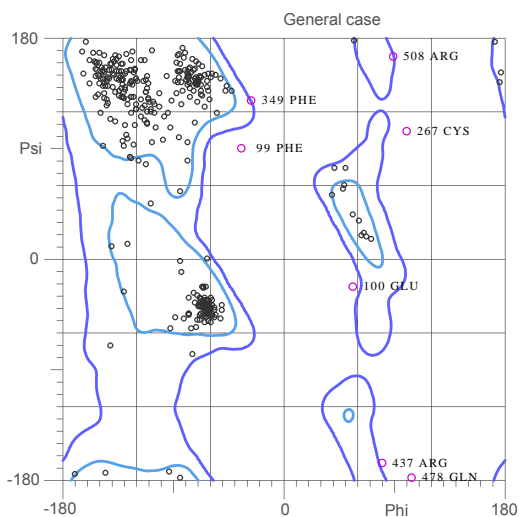 General case
180
508 ARG
349 PHE
267 CYS
Psi
99 PHE
0
100 GLU
437 ARG
478 GLN
-180
-180
0
Phi
180